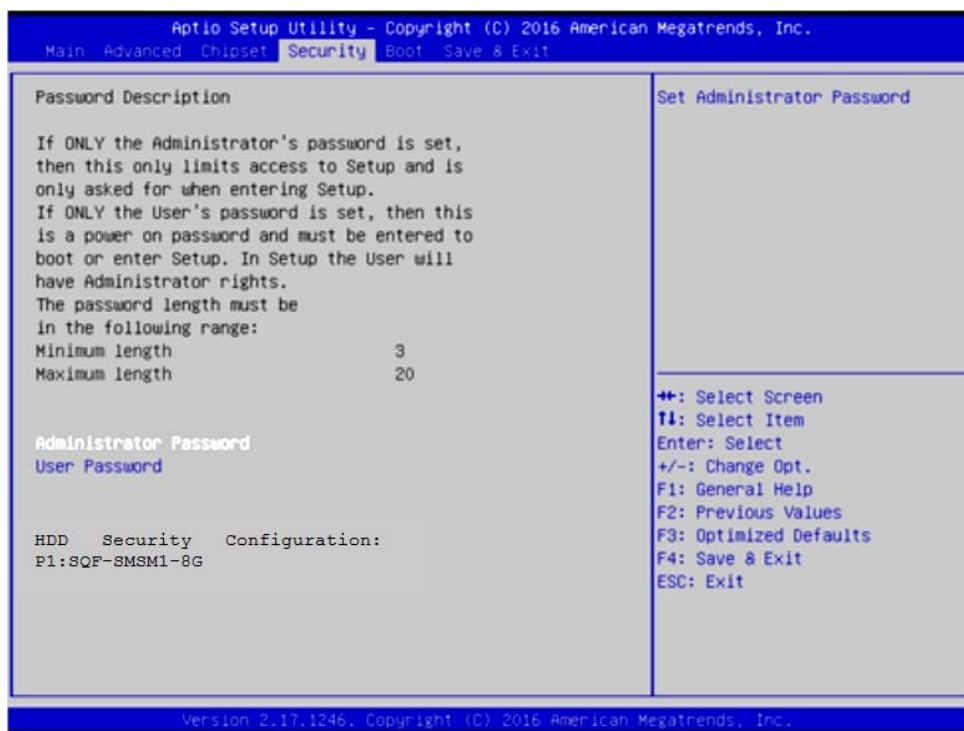 Aptio Setup Utility - Copyright (C) 2016 American Megatrends, Inc.
Main Advanced Chipset Security Boot Save & Exit
Password Description
If ONLY the Administrator's password is set,
then this only limits access to Setup and is
only asked for when entering Setup.
If ONLY the User's password is set, then this
is a power on password and must be entered to
boot or enter Setup. In Setup the User will
have Administrator rights.
The password length must be
in the following range:
Minimum length 3
Maximum length 20
Administrator Password
User Password
HDD Security Configuration:
P1:SQF-SMSM1-8G
Set Administrator Password
→←: Select Screen
↑↓: Select Item
Enter: Select
+/-: Change Opt.
F1: General Help
F2: Previous Values
F3: Optimized Defaults
F4: Save & Exit
ESC: Exit
Version 2.17.1246. Copyright (C) 2016 American Megatrends, Inc.